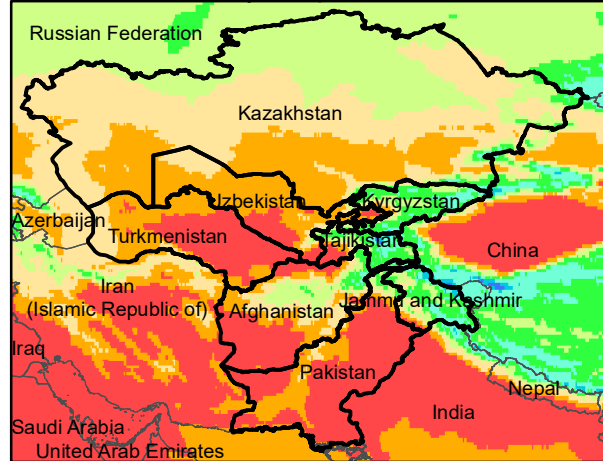 Russian Federation
Kazakhstan
Izbekistan
Kyrgyzstan
Azerbaijan
Turkmenistan
Tajikistan
China
Iran
(Islamic Republic of)
Afghanistan
Jammu and Kashmir
Iraq
Pakistan
Nepal
India
Saudi Arabia
United Arab Emirates